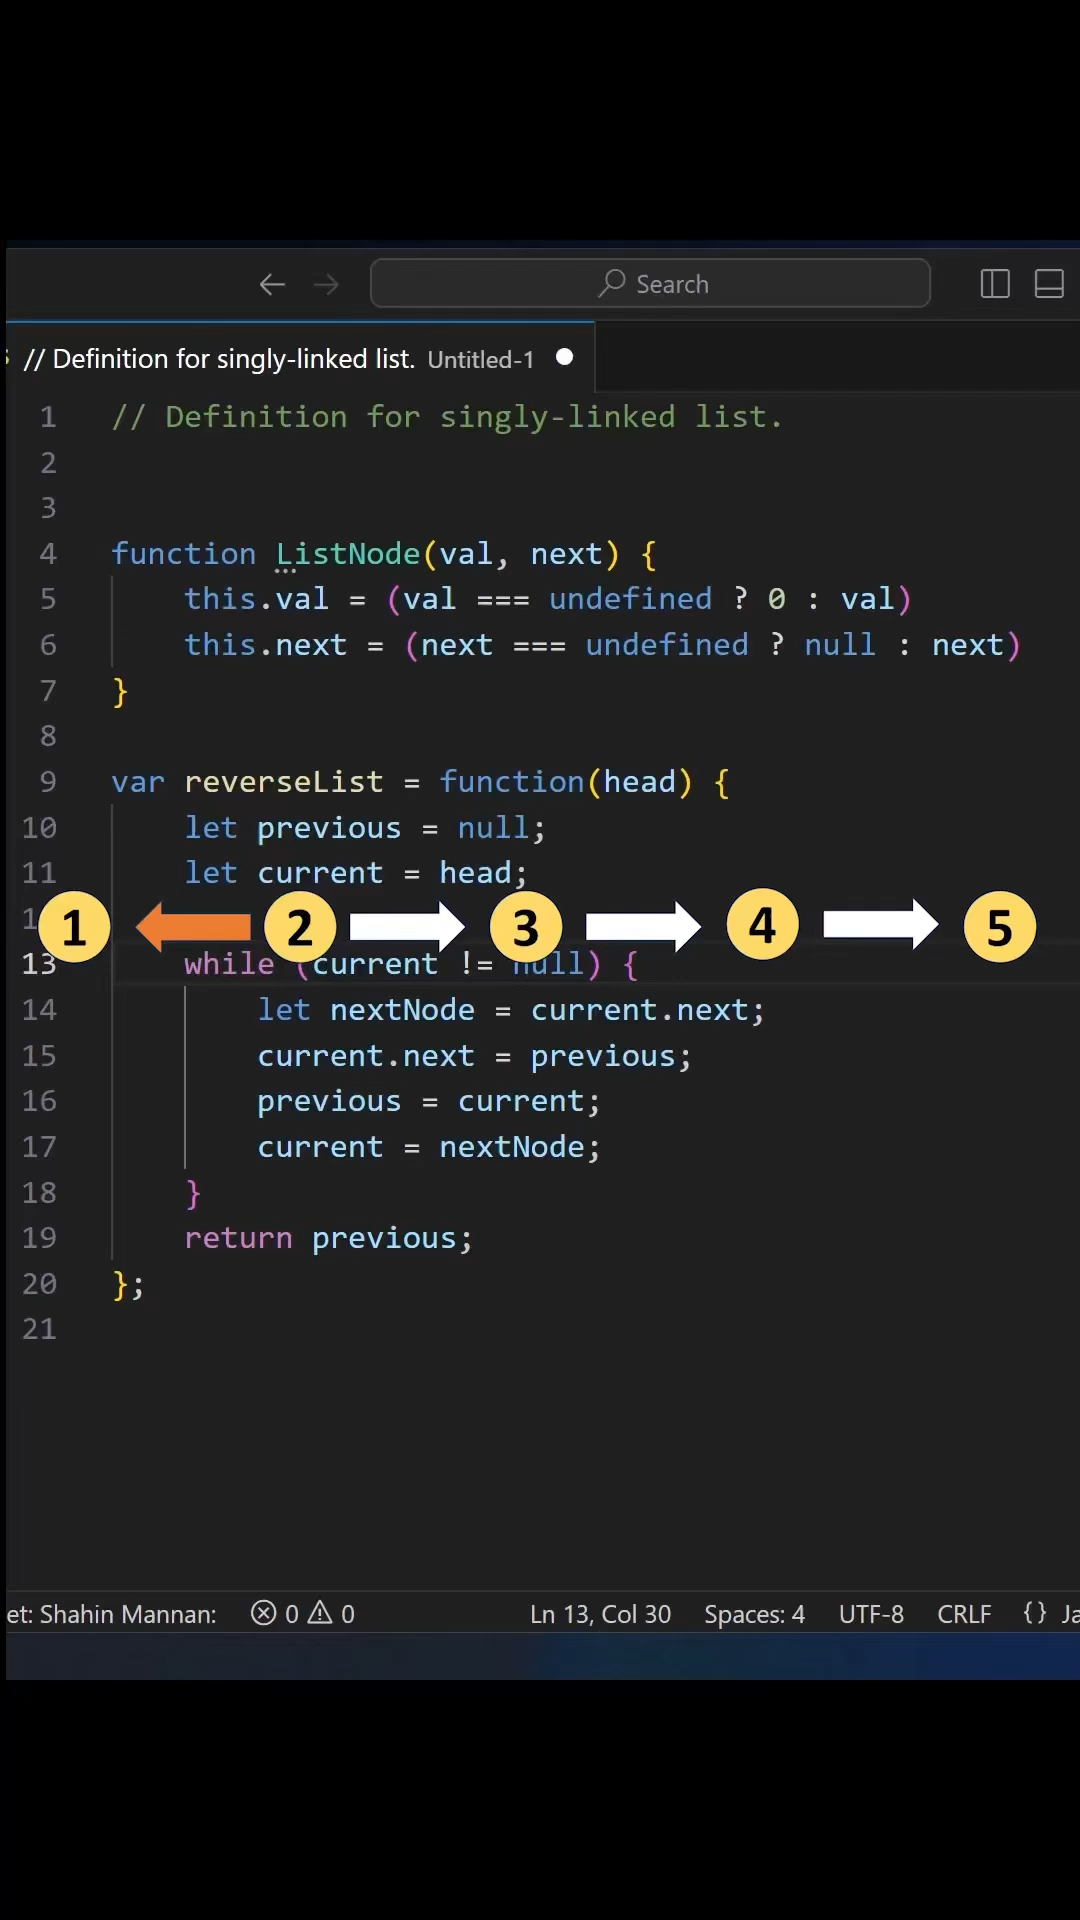 Search
// Definition for singly-linked list. Untitled-1
1 // Definition for singly-linked list.
2
3
4 function ListNode(val, next) {
5 this.val = (val === undefined ? 0 : val)
6 this.next = (next === undefined ? null : next)
7 }
8
9 var reverseList = function(head) {
10 let previous = null;
11 let current = head;
1 2 3 4 5
13 while (current != null) {
14 let nextNode = current.next;
15 current.next = previous;
16 previous = current;
17 current = nextNode;
18 }
19 return previous;
20 };
21
et: Shahin Mannan: 0 0 Ln 13, Col 30 Spaces: 4 UTF-8 CRLF {} Ja